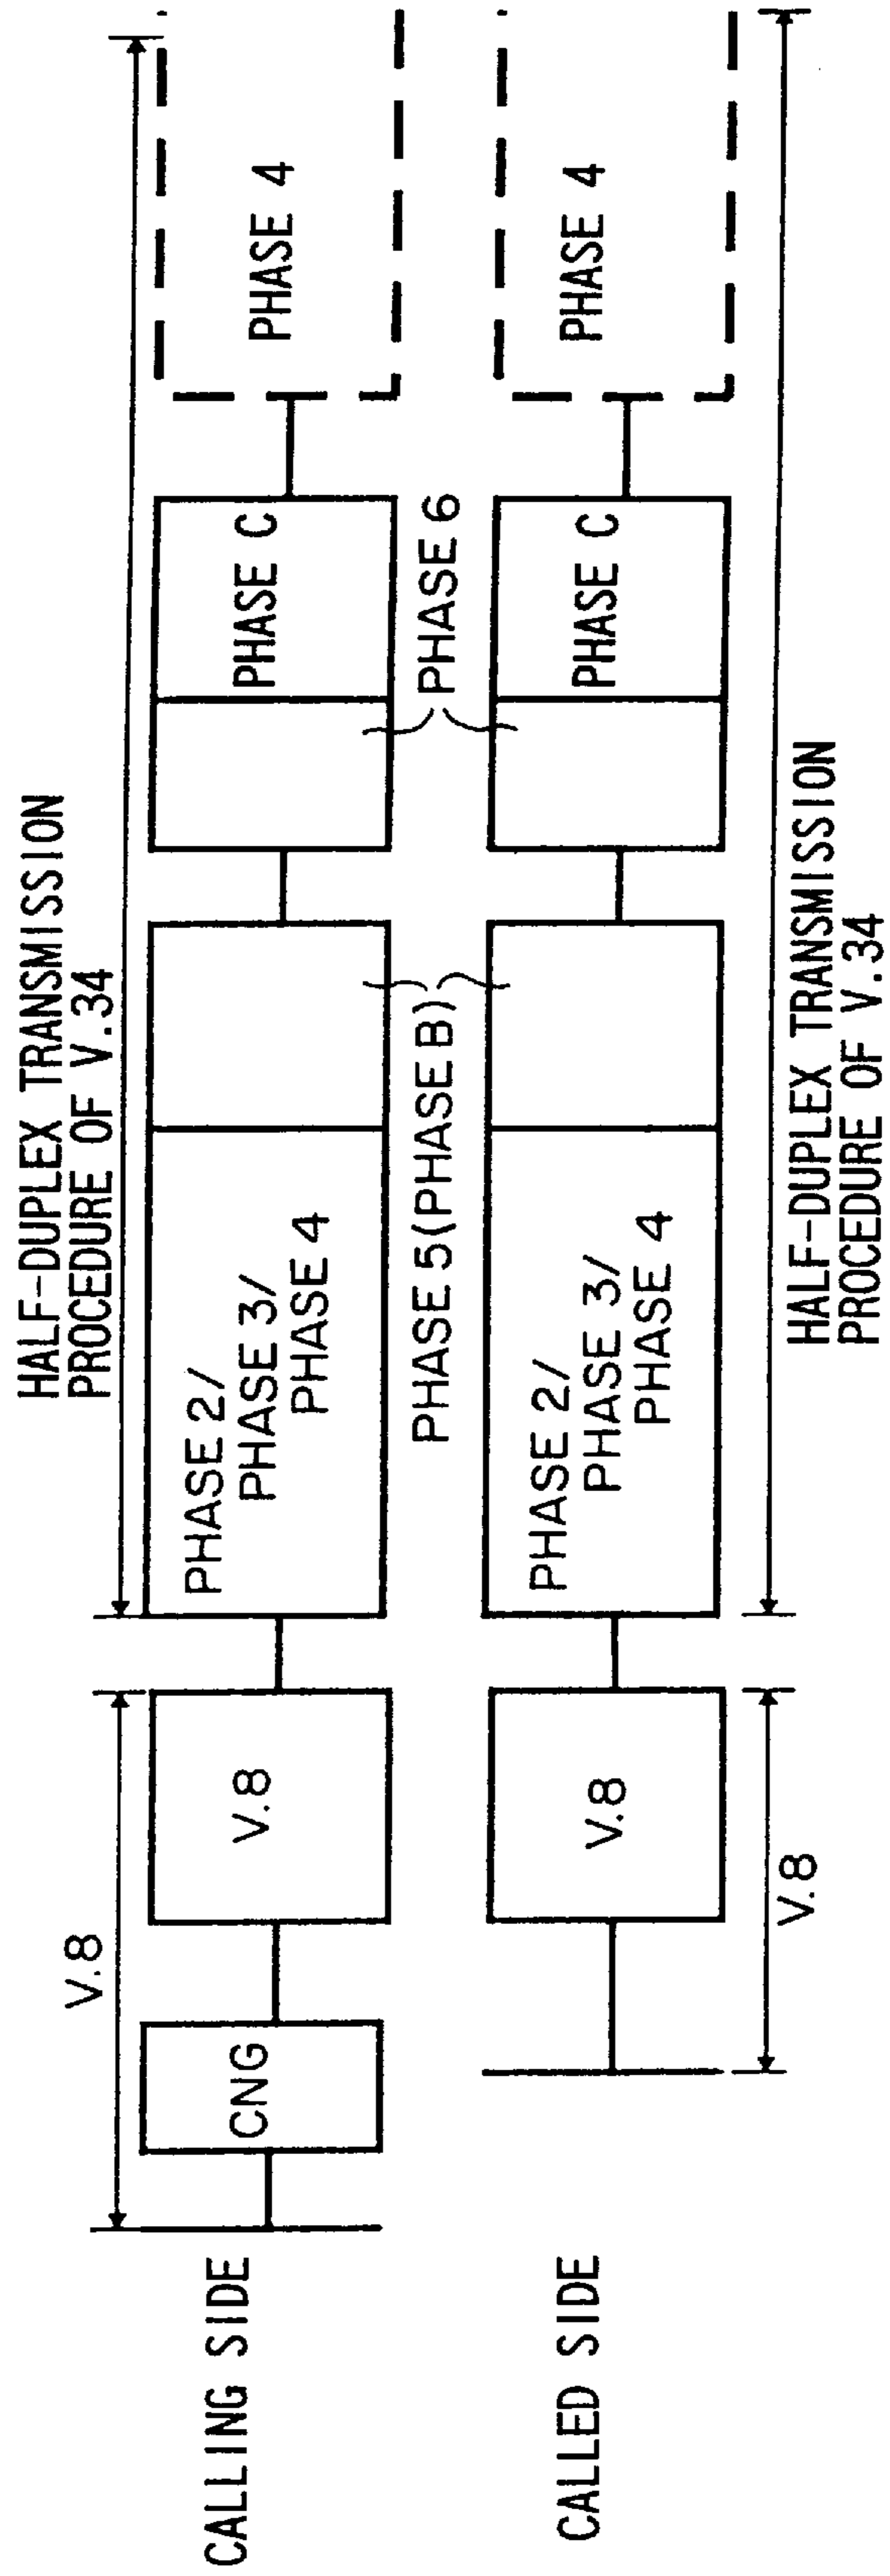 HALF-DUPLEX TRANSMISSION
PROCEDURE OF V.34
V.8
CALLING SIDE
CNG
V.8
PHASE 2/
PHASE 3/
PHASE 4
PHASE C
PHASE 4
PHASE 5(PHASE B)
PHASE 6
CALLED SIDE
V.8
PHASE 2/
PHASE 3/
PHASE 4
PHASE C
PHASE 4
V.8
HALF-DUPLEX TRANSMISSION
PROCEDURE OF V.34